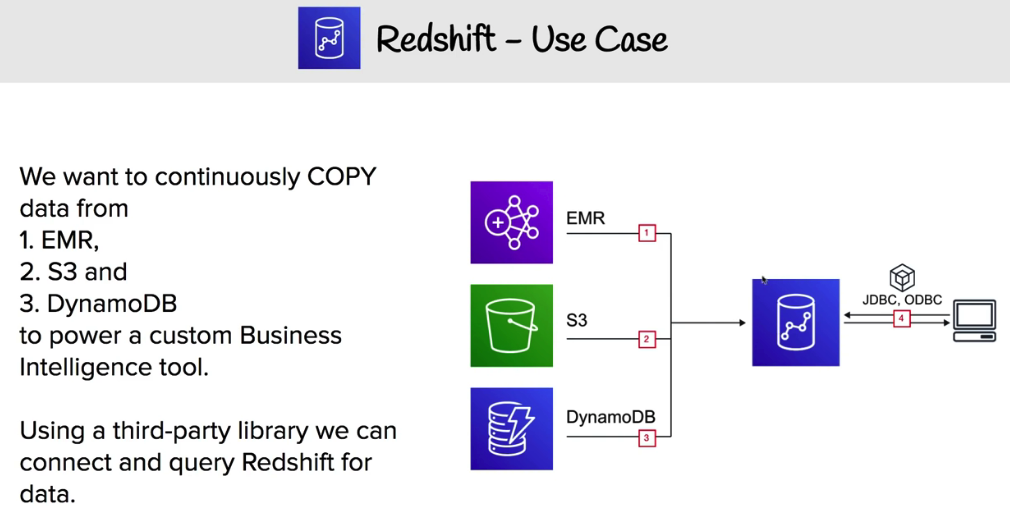 Redshift – Use Case
We want to continuously COPY
data from
1. EMR,
2. S3 and
3. DynamoDB
to power a custom Business
Intelligence tool.
Using a third-party library we can
connect and query Redshift for
data.
EMR
1
S3
2
DynamoDB
3
JDBC, ODBC
4